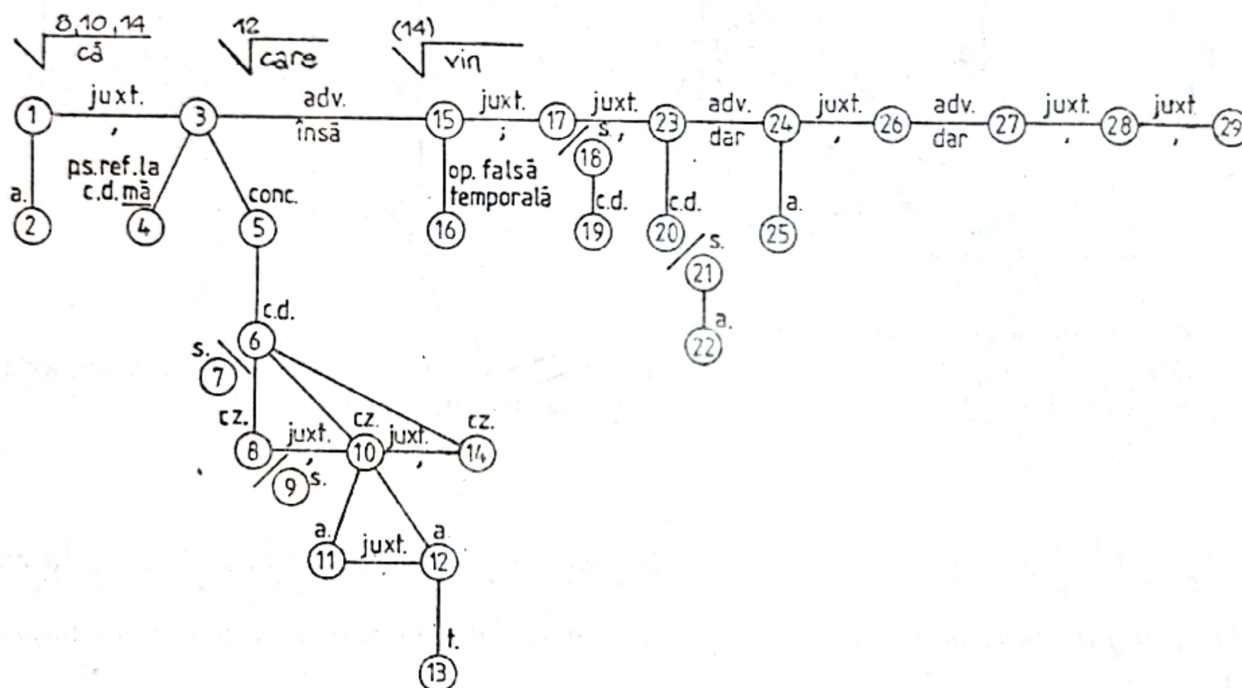 8,10,14 12 (14)
că care vin
juxt. adv. juxt. juxt. adv. juxt. adv. juxt. juxt.
1 , 3 însă 15 ; 17 , 23 dar 24 , 26 dar 27 , 28 , 29
s.
18
ps.ref.la conc. op. falsă c.d. c.d. a.
c.d. mă temporală
a.
2 4 5 16 19 20 25
s.
21
a.
22
c.d.
6
s.
7
cz. juxt. cz. juxt. cz.
8 , 10 , 14
9 s.
a. juxt. a.
11 12
t.
13